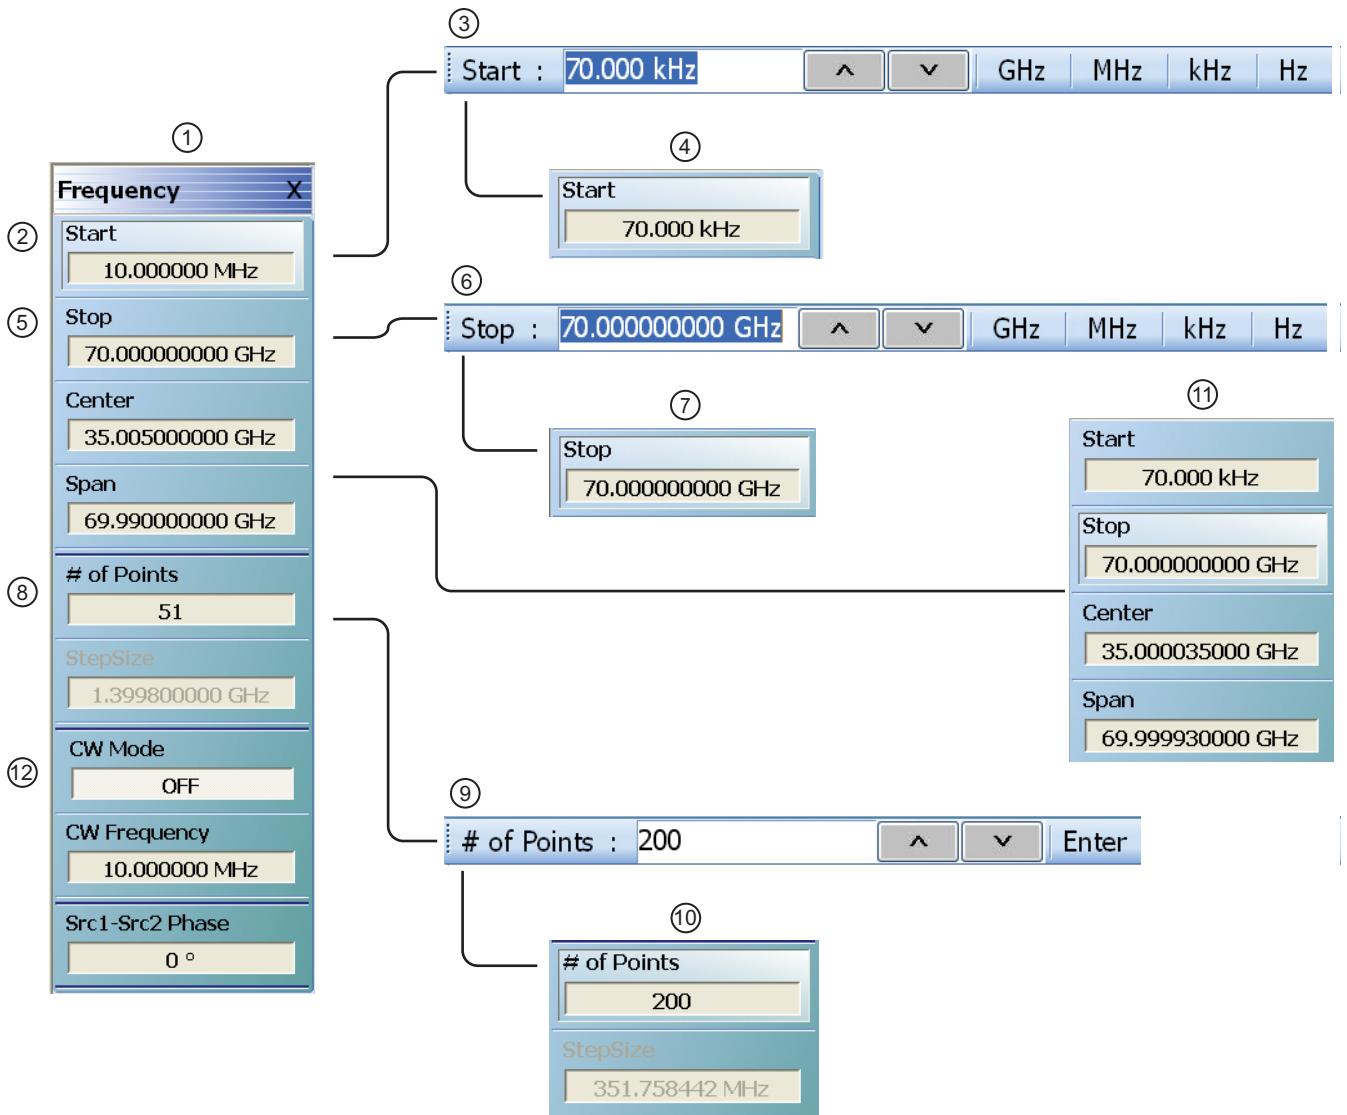 ③
Start : 70.000 kHz ^ v GHz MHz kHz Hz
④
Start
70.000 kHz
①
Frequency X
②
Start
10.000000 MHz
⑤
Stop
70.000000000 GHz
Center
35.005000000 GHz
Span
69.990000000 GHz
⑧
# of Points
51
StepSize
1.399800000 GHz
⑫
CW Mode
OFF
CW Frequency
10.000000 MHz
Src1-Src2 Phase
0 °
⑥
Stop : 70.000000000 GHz ^ v GHz MHz kHz Hz
⑦
Stop
70.000000000 GHz
⑪
Start
70.000 kHz
Stop
70.000000000 GHz
Center
35.000035000 GHz
Span
69.999930000 GHz
⑨
# of Points : 200 ^ v Enter
⑩
# of Points
200
StepSize
351.758442 MHz